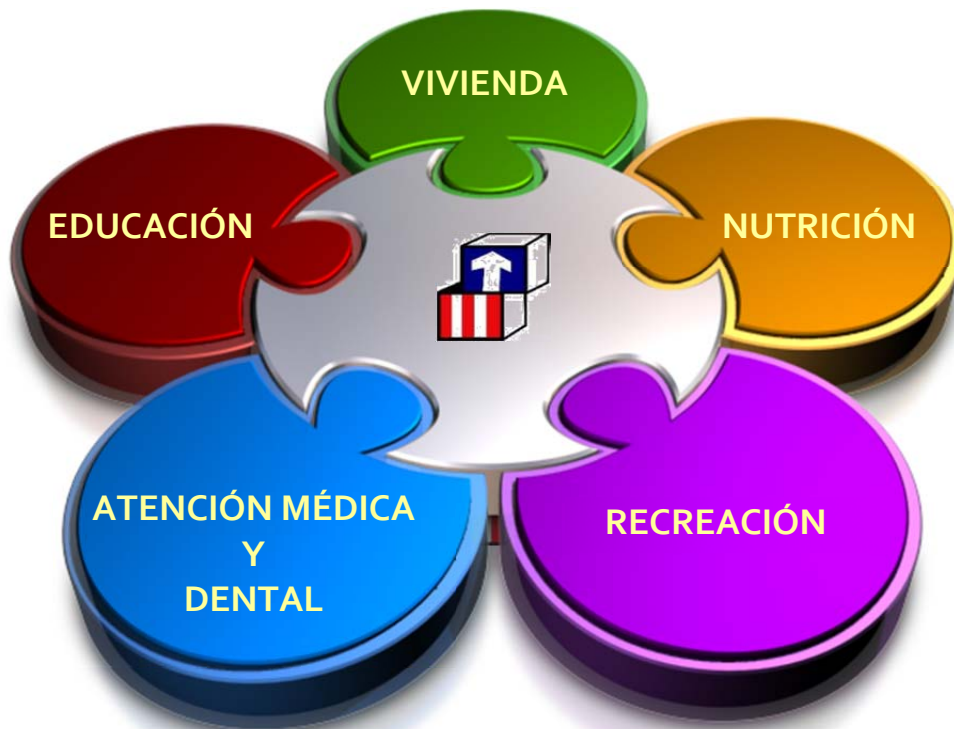 VIVIENDA
EDUCACIÓN
NUTRICIÓN
ATENCIÓN MÉDICA
Y
DENTAL
RECREACIÓN